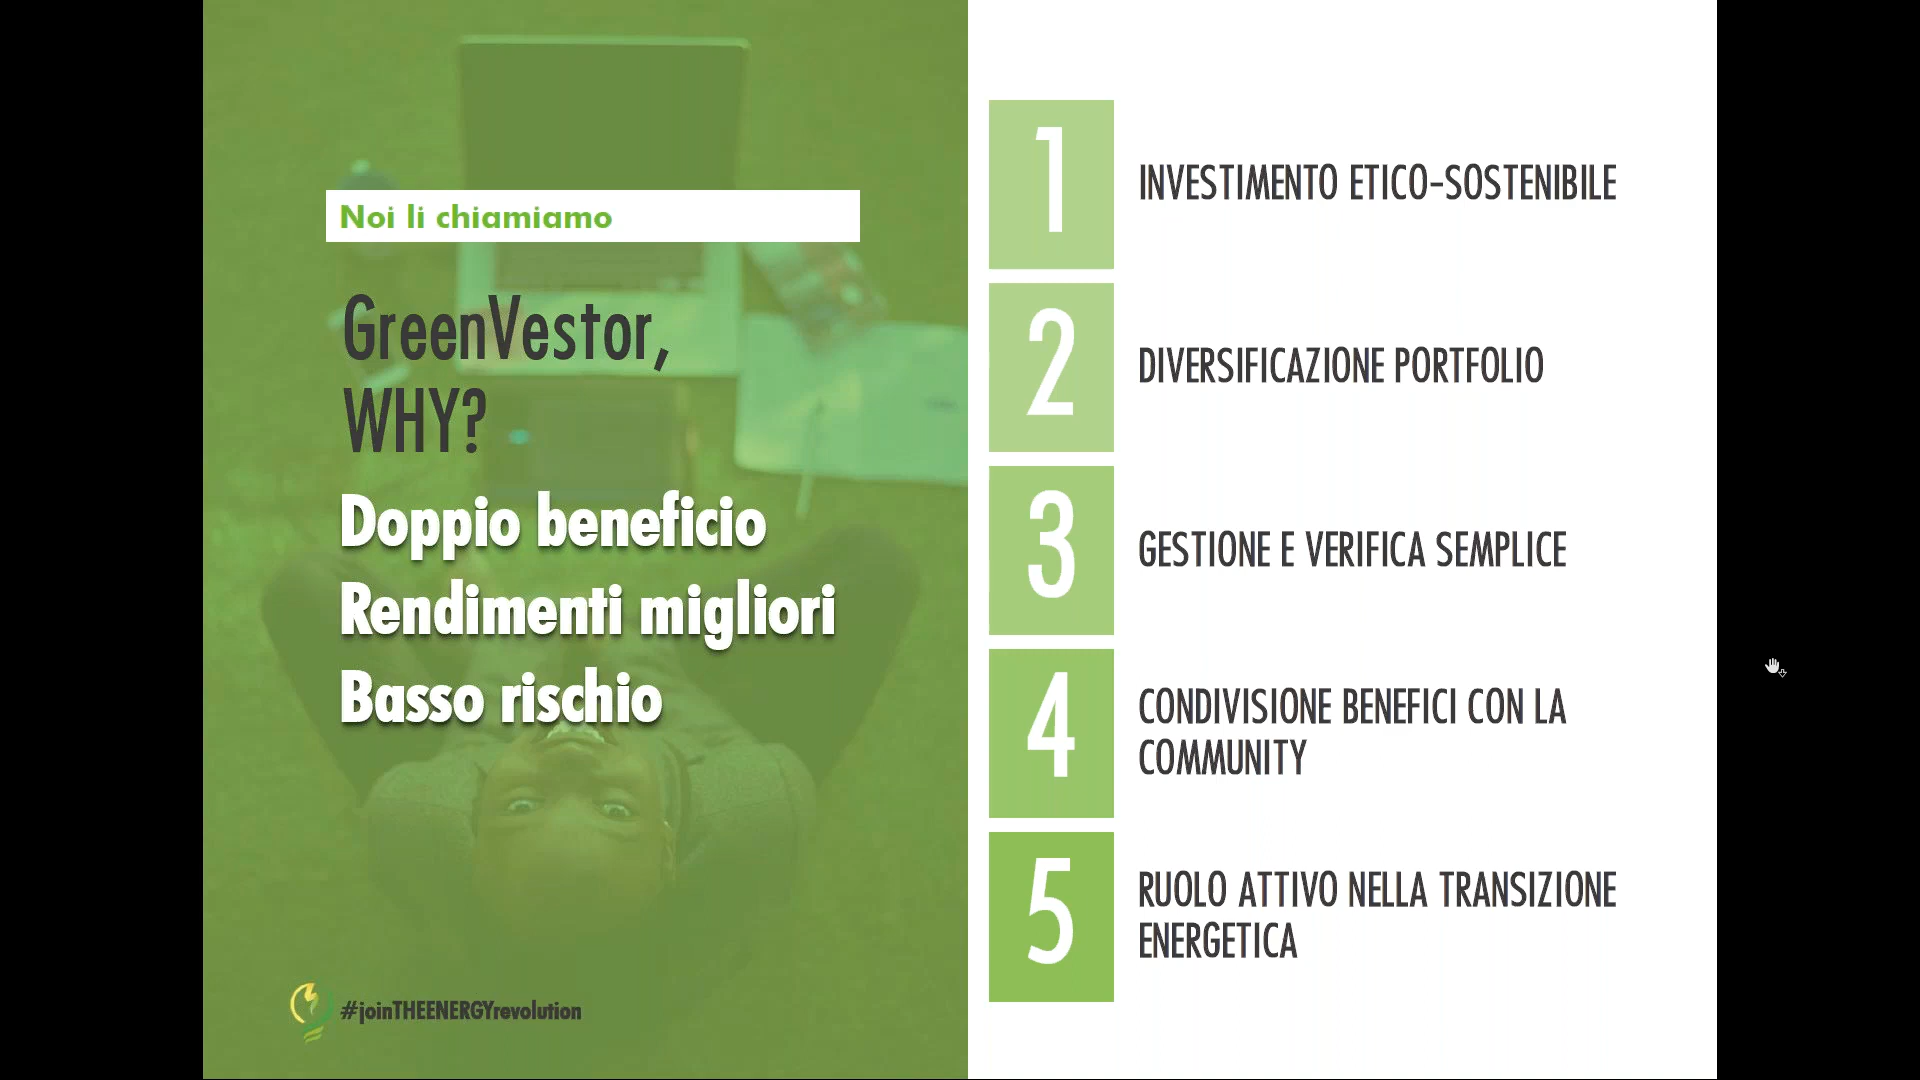 Noi li chiamiamo
GreenVestor,
WHY?
Doppio beneficio
Rendimenti migliori
Basso rischio
#joinTHEENERGYrevolution
1
INVESTIMENTO ETICO-SOSTENIBILE
2
DIVERSIFICAZIONE PORTFOLIO
3
GESTIONE E VERIFICA SEMPLICE
4
CONDIVISIONE BENEFICI CON LA
COMMUNITY
5
RUOLO ATTIVO NELLA TRANSIZIONE
ENERGETICA